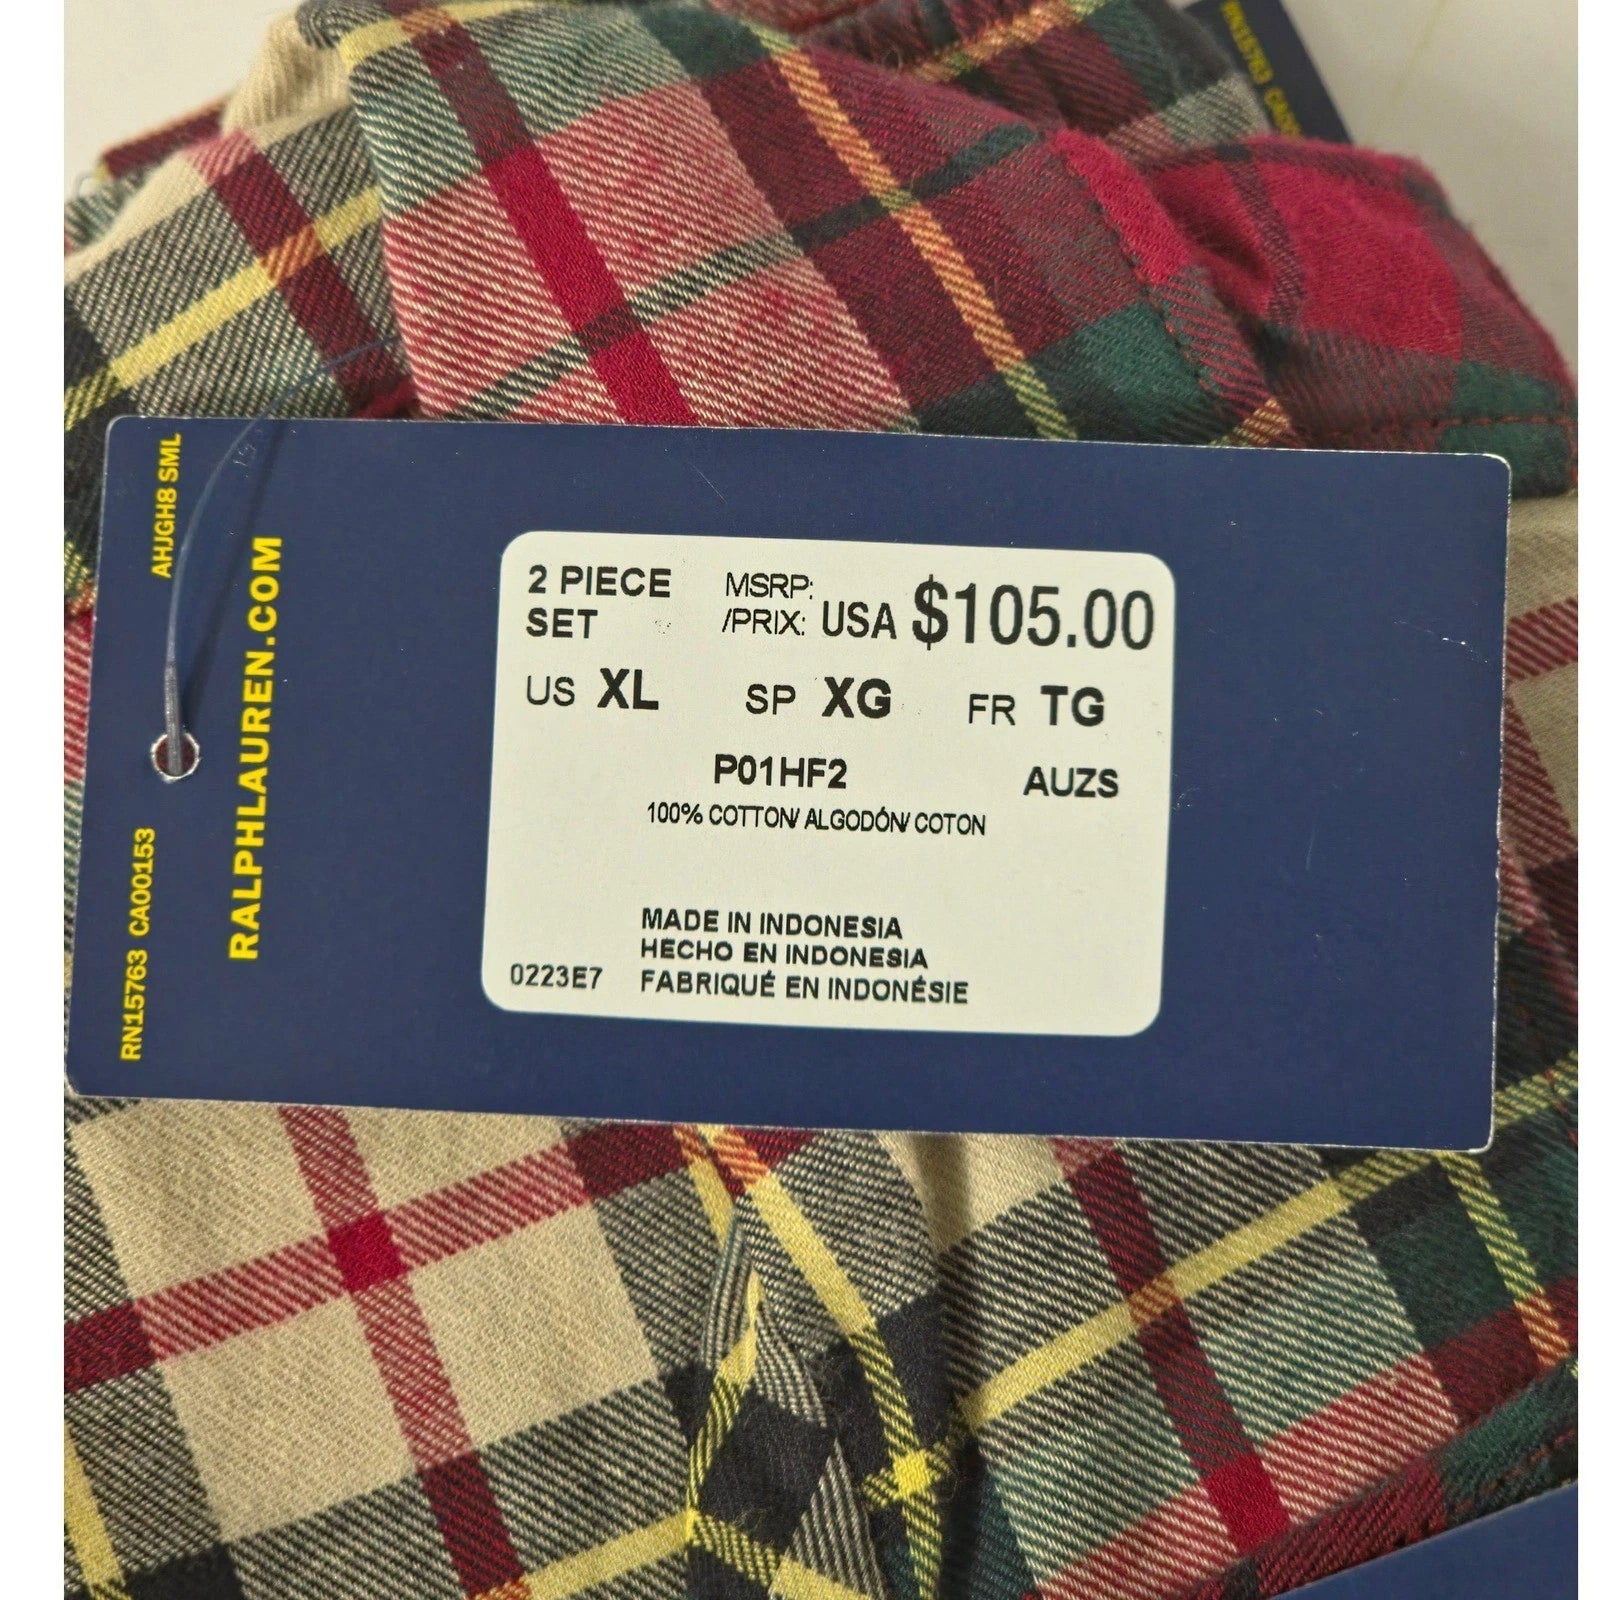 AHJGH8 SML
RALPHLAUREN.COM
RN15763 CA00153
2 PIECE
SET
MSRP:
/PRIX: USA $105.00
US XL SP XG FR TG
P01HF2 AUZS
100% COTTON/ ALGODÓN/ COTON
MADE IN INDONESIA
HECHO EN INDONESIA
0223E7 FABRIQUÉ EN INDONÉSIE
RN15763